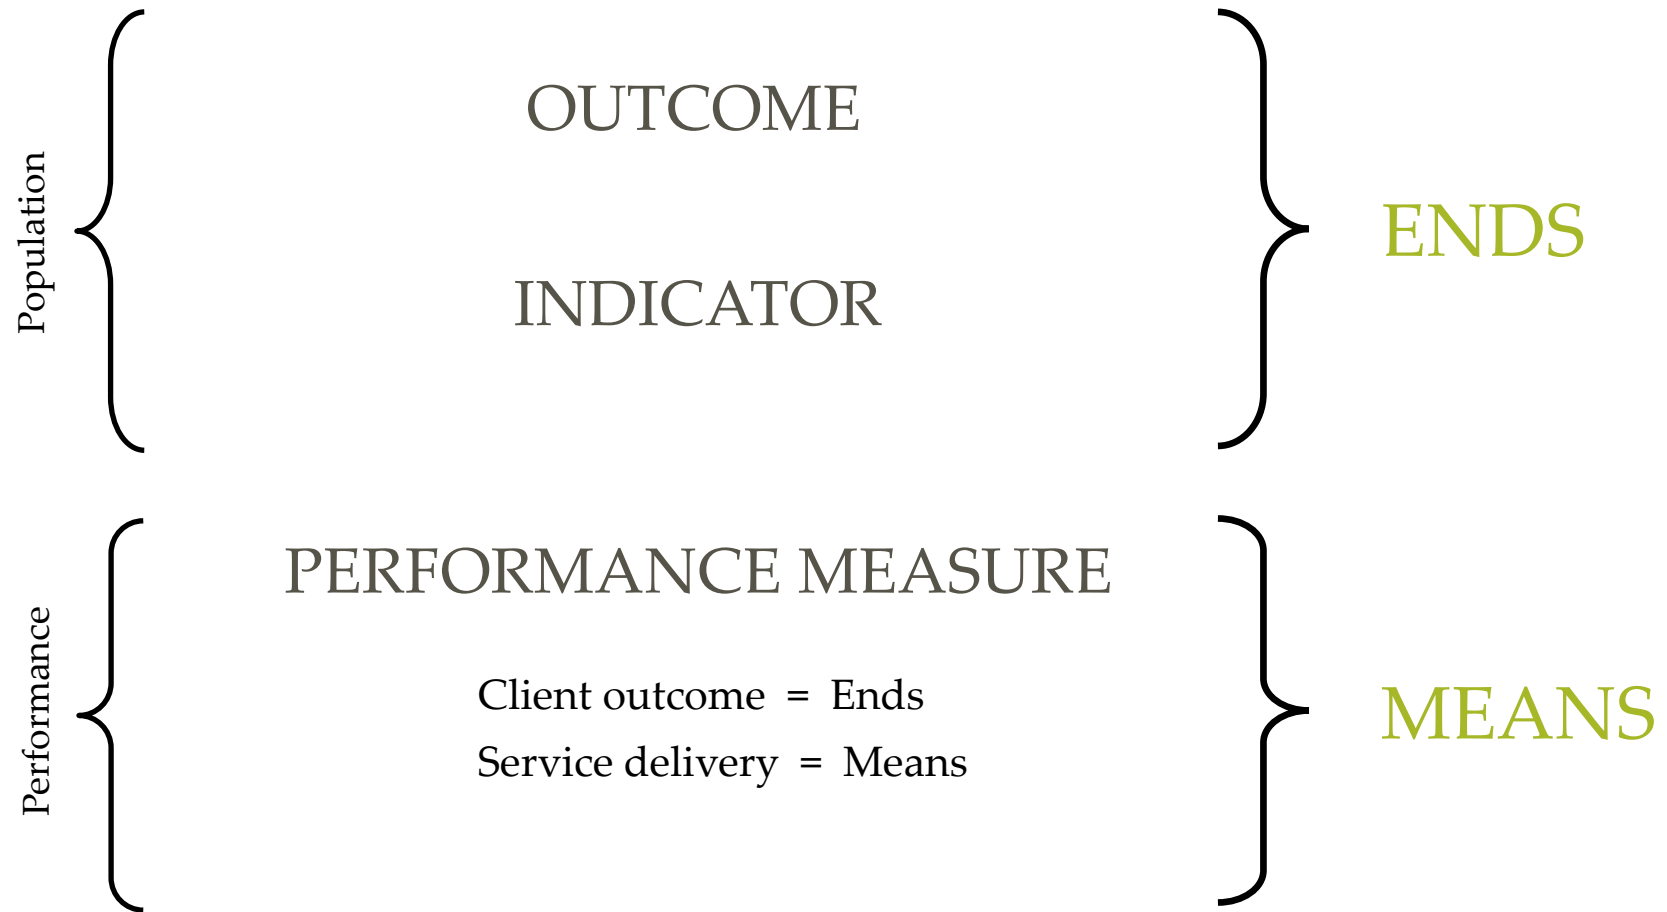 Population
OUTCOME
INDICATOR
ENDS
Performance
PERFORMANCE MEASURE
Client outcome = Ends
Service delivery = Means
MEANS